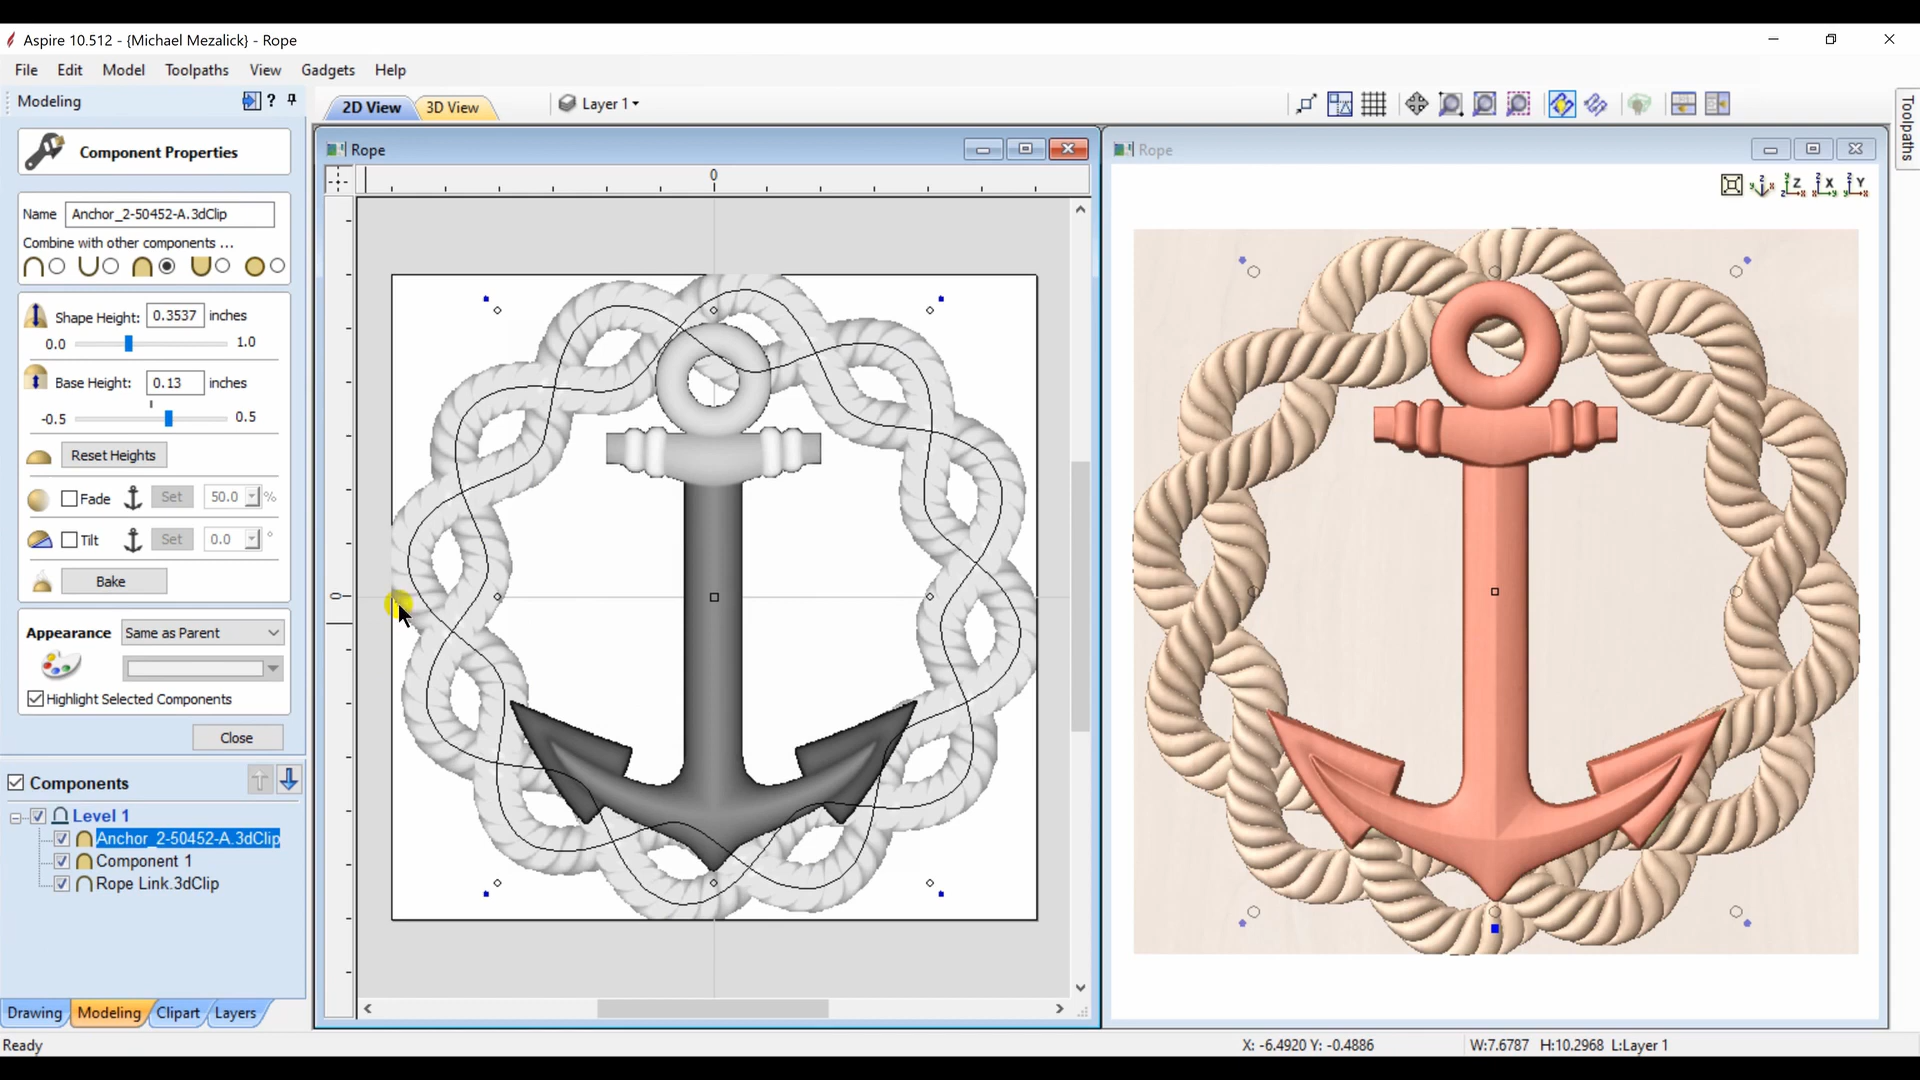 Aspire 10.512 - {Michael Mezalick} - Rope
File Edit Model Toolpaths View Gadgets Help
Modeling ?
2D View 3D View Layer 1
Toolpaths
Component Properties
Rope
0
Rope
Z X Y
Name Anchor_2-50452-A.3dClip
Combine with other components ...
Shape Height: 0.3537 inches
0.0 1.0
Base Height: 0.13 inches
-0.5 0.5
Reset Heights
Fade Set 50.0 %
Tilt Set 0.0 °
Bake
0
Appearance Same as Parent
Highlight Selected Components
Close
Components
Level 1
Anchor_2-50452-A.3dClip
Component 1
Rope Link.3dClip
Drawing Modeling Clipart Layers
Ready X: -6.4920 Y: -0.4886 W:7.6787 H:10.2968 L:Layer 1